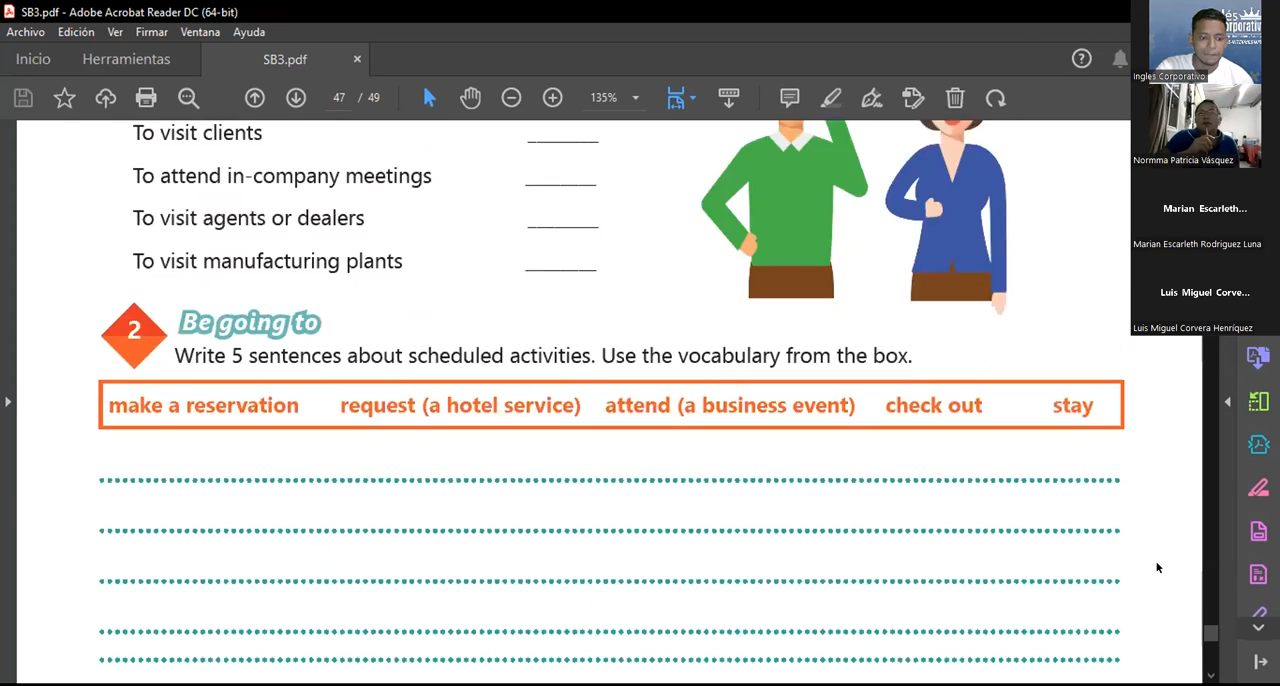 SB3.pdf - Adobe Acrobat Reader DC (64-bit)
Archivo Edición Ver Firmar Ventana Ayuda
Inicio Herramientas SB3.pdf ×
47 / 49 135%
To visit clients ________
To attend in-company meetings ________
To visit agents or dealers ________
To visit manufacturing plants ________
2 Be going to
Write 5 sentences about scheduled activities. Use the vocabulary from the box.
make a reservation request (a hotel service) attend (a business event) check out stay
Ingles Corporativo
Normma Patricia Vásquez
Marian Escarleth...
Marian Escarleth Rodriguez Luna
Luis Miguel Corve...
Luis Miguel Corvera Henríquez